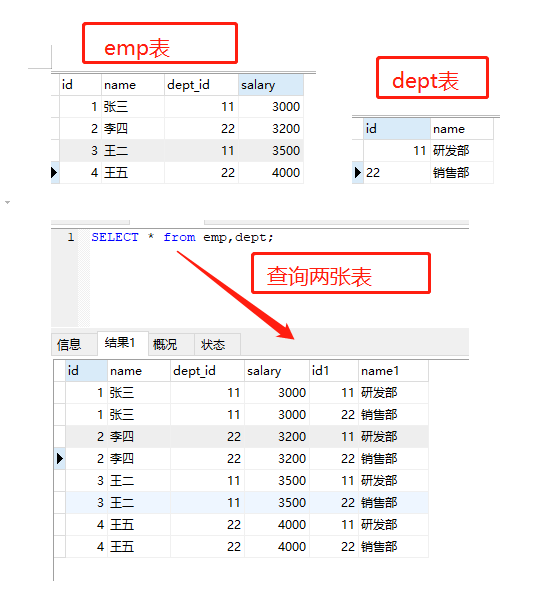 emp表
dept表
id name dept_id salary
1 张三 11 3000
2 李四 22 3200
3 王二 11 3500
4 王五 22 4000
id name
11 研发部
22 销售部
1 SELECT * from emp,dept;
查询两张表
信息 结果1 概况 状态
id name dept_id salary id1 name1
1 张三 11 3000 11 研发部
1 张三 11 3000 22 销售部
2 李四 22 3200 11 研发部
2 李四 22 3200 22 销售部
3 王二 11 3500 11 研发部
3 王二 11 3500 22 销售部
4 王五 22 4000 11 研发部
4 王五 22 4000 22 销售部